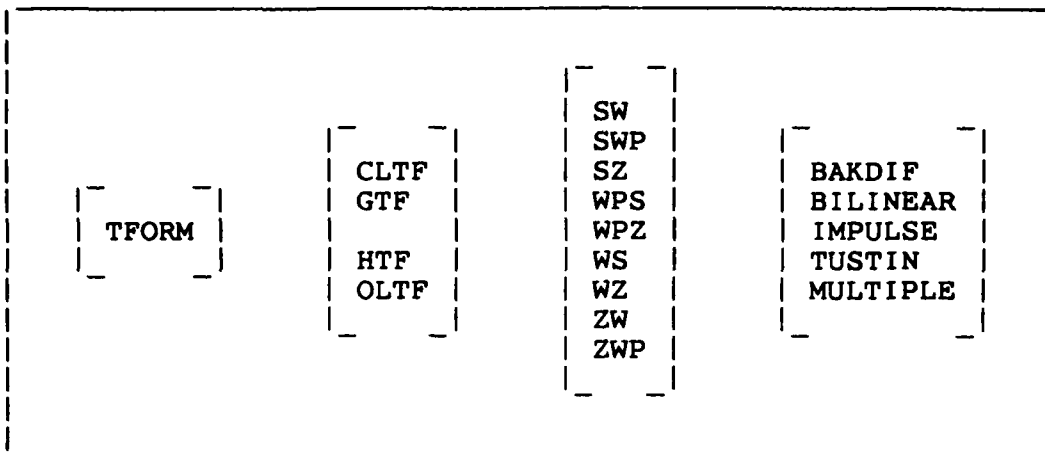 TFORM
CLTF
GTF
HTF
OLTF
SW
SWP
SZ
WPS
WPZ
WS
WZ
ZW
ZWP
BAKDIF
BILINEAR
IMPULSE
TUSTIN
MULTIPLE